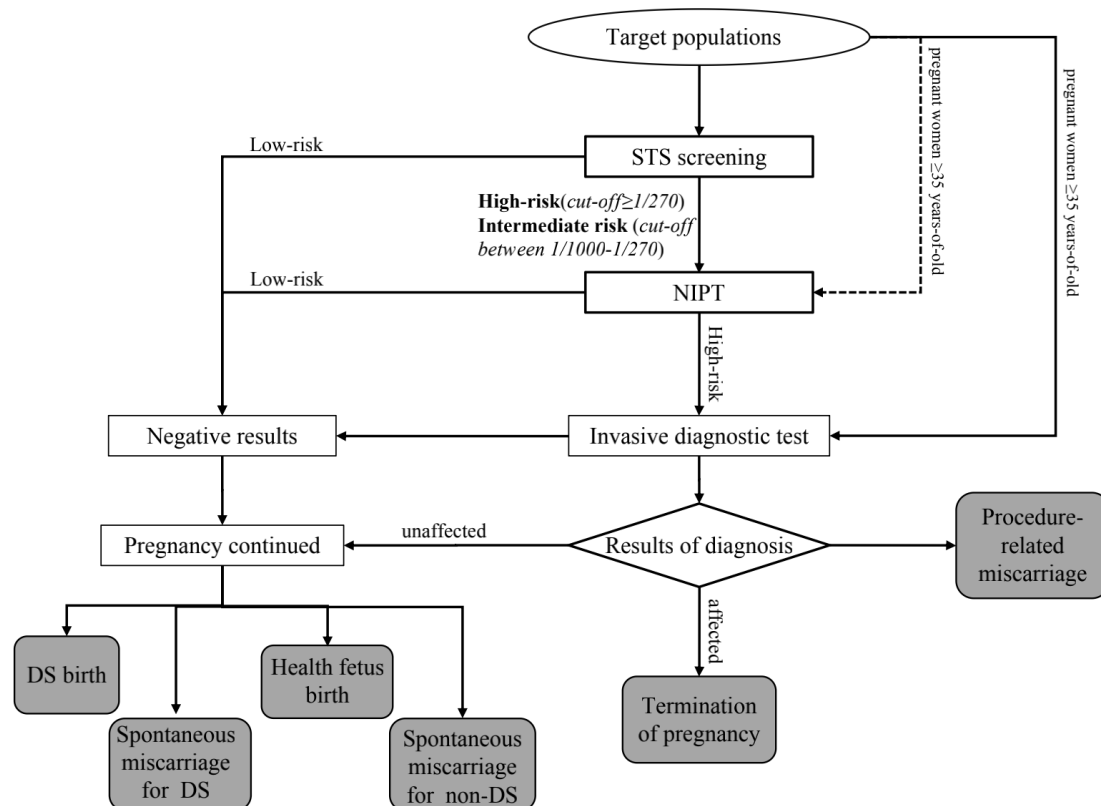 Target populations
pregnant women ≥35 years-of-old
pregnant women ≥35 years-of-old
Low-risk
STS screening
High-risk(cut-off≥1/270)
Intermediate risk (cut-off
between 1/1000-1/270)
Low-risk
NIPT
High-risk
Negative results
Invasive diagnostic test
Pregnancy continued
unaffected
Results of diagnosis
Procedure-
related
miscarriage
affected
DS birth
Health fetus
birth
Spontaneous
miscarriage
for DS
Spontaneous
miscarriage
for non-DS
Termination
of pregnancy